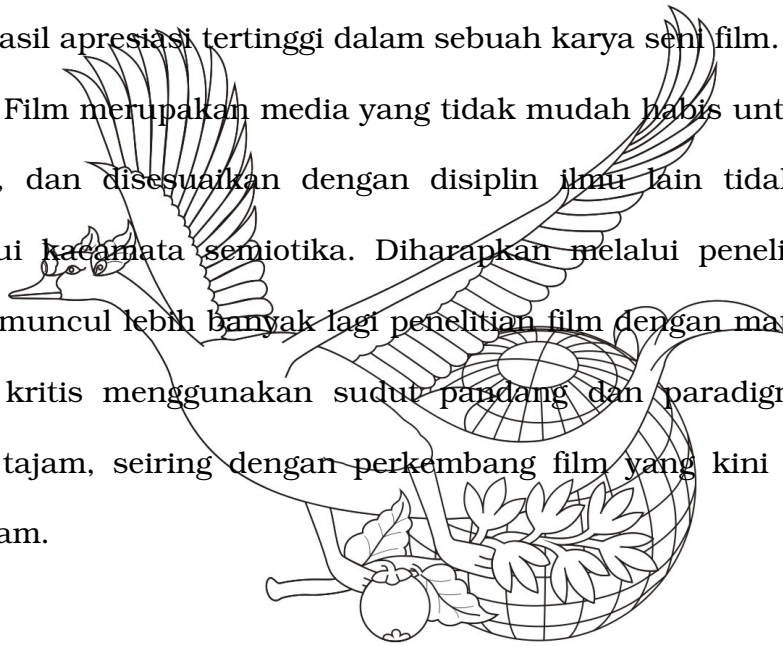 asil apresiasi tertinggi dalam sebuah karya seni film.
Film merupakan media yang tidak mudah habis unt
, dan disesuaikan dengan disiplin ilmu lain tidal
ui kacamata semiotika. Diharapkan melalui peneli
muncul lebih banyak lagi penelitian film dengan ma
kritis menggunakan sudut pandang dan paradign
tajam, seiring dengan perkembang film yang kini
am.